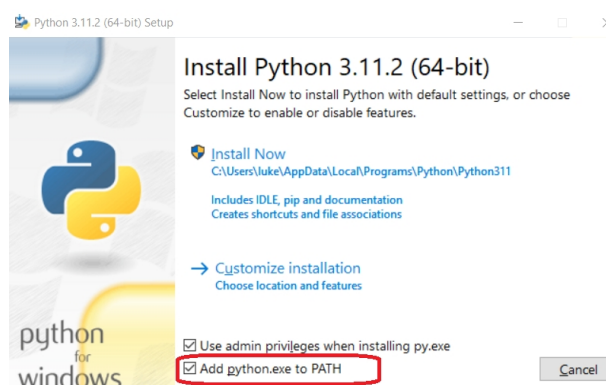 Python 3.11.2 (64-bit) Setup
Install Python 3.11.2 (64-bit)
Select Install Now to install Python with default settings, or choose
Customize to enable or disable features.
Install Now
C:\Users\luke\AppData\Local\Programs\Python\Python311
Includes IDLE, pip and documentation
Creates shortcuts and file associations
Customize installation
Choose location and features
python
for
windows
Use admin privileges when installing py.exe
Add python.exe to PATH
Cancel